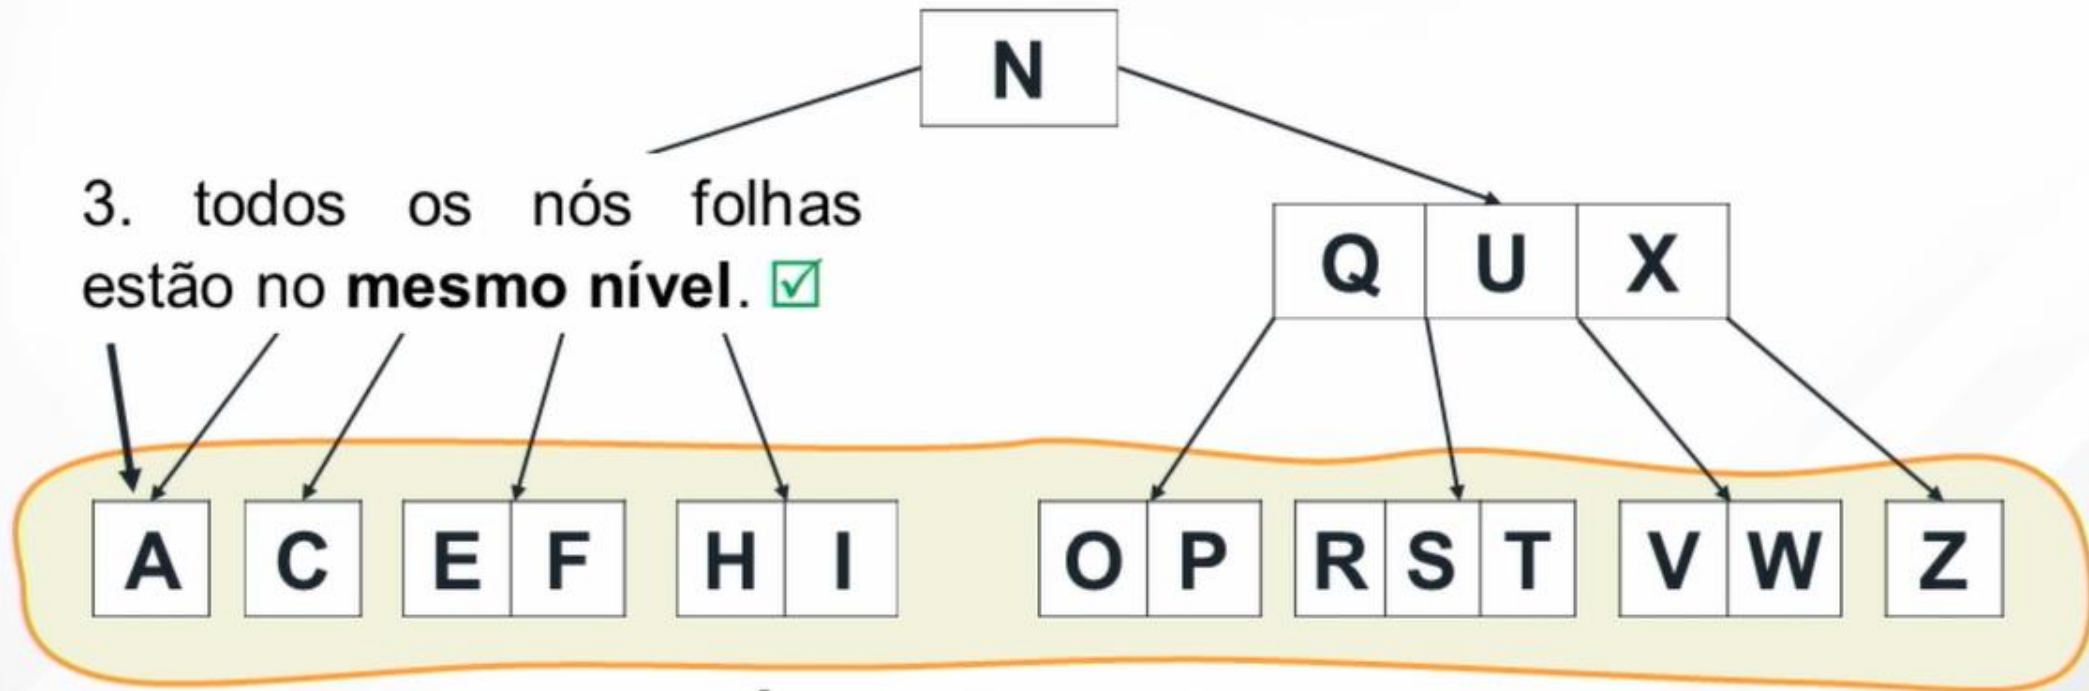 N
3. todos os nós folhas
estão no mesmo nível. ☑
Q U X
A C E F H I O P R S T V W Z